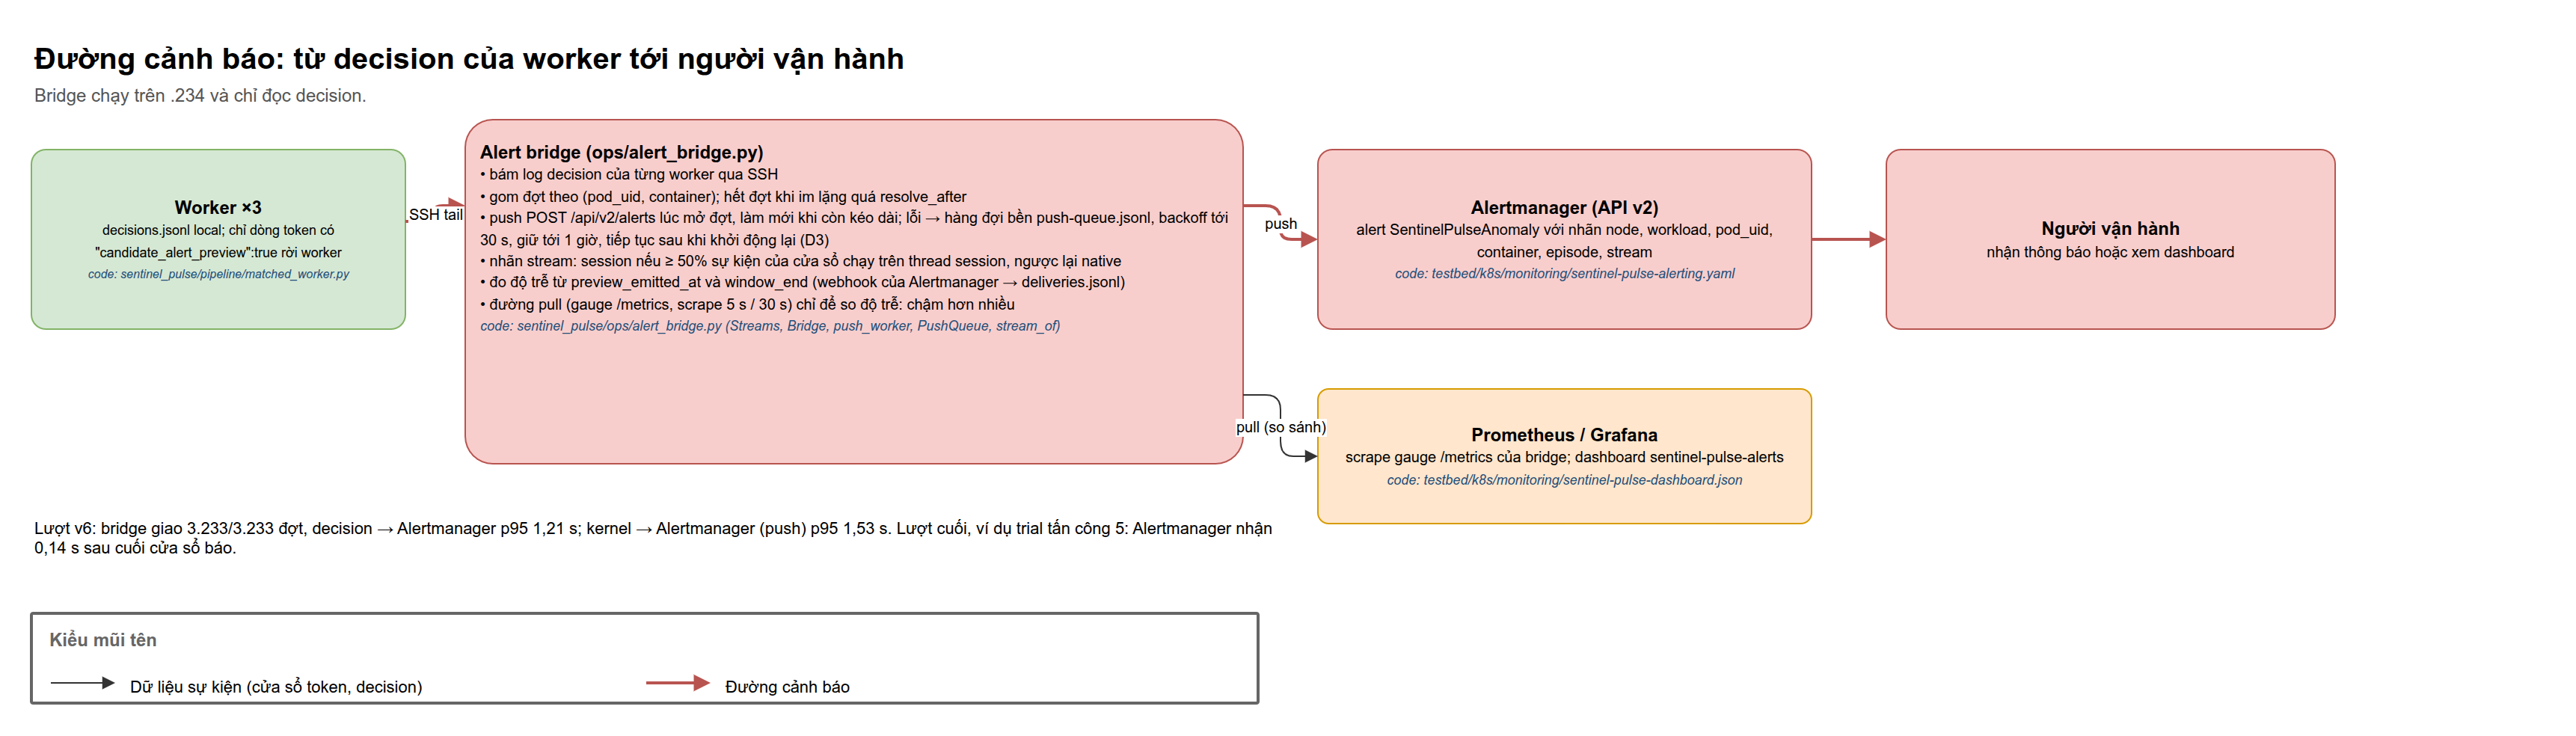 Đường cảnh báo: từ decision của worker tới người vận hành
Bridge chạy trên .234 và chỉ đọc decision.
Worker ×3
decisions.jsonl local; chỉ dòng token có
"candidate_alert_preview":true rời worker
code: sentinel_pulse/pipeline/matched_worker.py
SSH tail
Alert bridge (ops/alert_bridge.py)
• bám log decision của từng worker qua SSH
• gom đợt theo (pod_uid, container); hết đợt khi im lặng quá resolve_after
• push POST /api/v2/alerts lúc mở đợt, làm mới khi còn kéo dài; lỗi → hàng đợi bền push-queue.jsonl, backoff tới
30 s, giữ tới 1 giờ, tiếp tục sau khi khởi động lại (D3)
• nhãn stream: session nếu ≥ 50% sự kiện của cửa sổ chạy trên thread session, ngược lại native
• đo độ trễ từ preview_emitted_at và window_end (webhook của Alertmanager → deliveries.jsonl)
• đường pull (gauge /metrics, scrape 5 s / 30 s) chỉ để so độ trễ: chậm hơn nhiều
code: sentinel_pulse/ops/alert_bridge.py (Streams, Bridge, push_worker, PushQueue, stream_of)
push
Alertmanager (API v2)
alert SentinelPulseAnomaly với nhãn node, workload, pod_uid,
container, episode, stream
code: testbed/k8s/monitoring/sentinel-pulse-alerting.yaml
Người vận hành
nhận thông báo hoặc xem dashboard
pull (so sánh)
Prometheus / Grafana
scrape gauge /metrics của bridge; dashboard sentinel-pulse-alerts
code: testbed/k8s/monitoring/sentinel-pulse-dashboard.json
Lượt v6: bridge giao 3.233/3.233 đợt, decision → Alertmanager p95 1,21 s; kernel → Alertmanager (push) p95 1,53 s. Lượt cuối, ví dụ trial tấn công 5: Alertmanager nhận
0,14 s sau cuối cửa sổ báo.
Kiểu mũi tên
Dữ liệu sự kiện (cửa sổ token, decision)
Đường cảnh báo